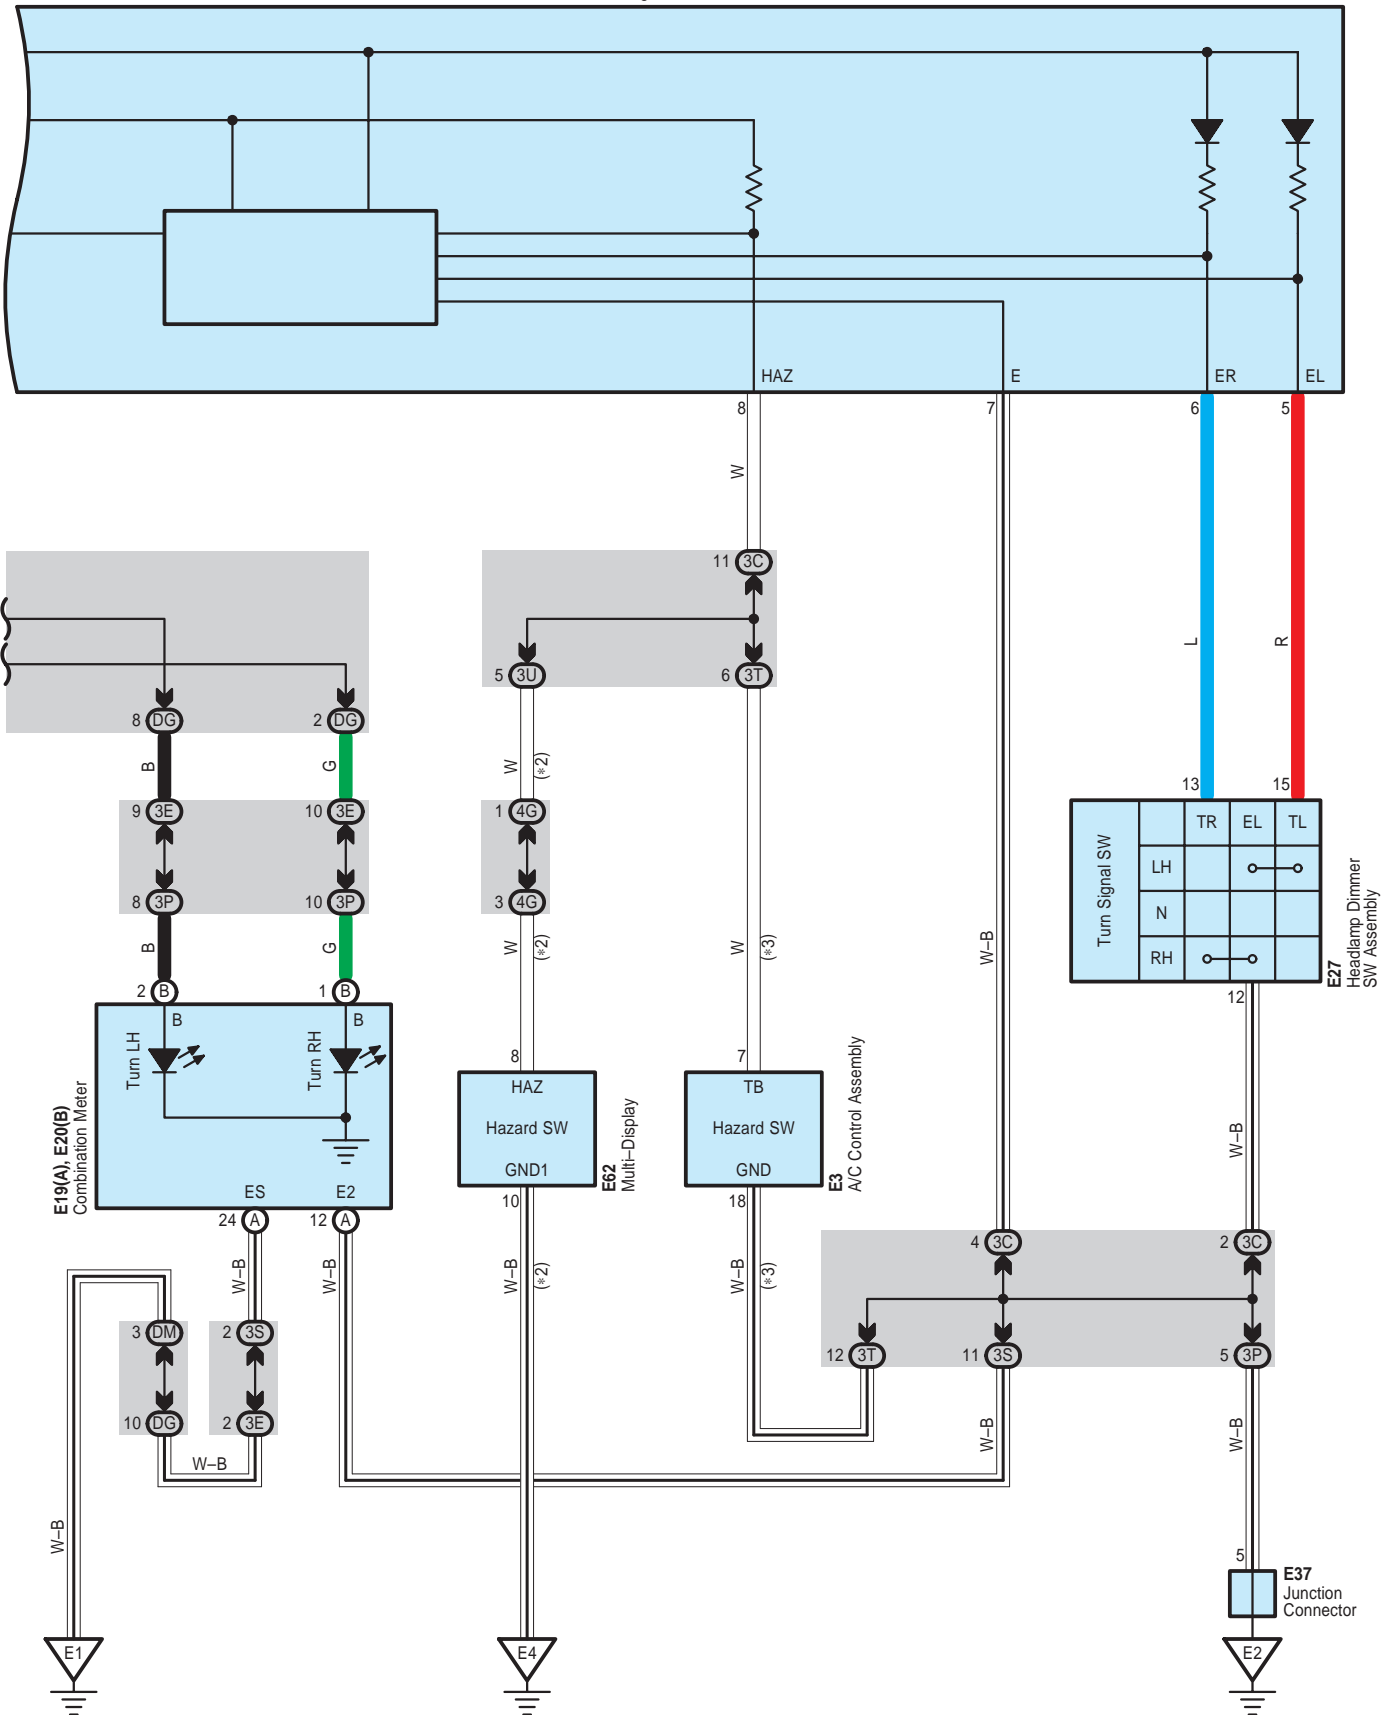 HAZ
E
ER
EL
8
7
6
5
W
11
3C
L
R
5
3U
6
3T
8
DG
2
DG
B
G
W
(*2)
13
15
9
3E
10
3E
1
4G
TR
EL
TL
Turn Signal SW
LH
N
RH
E27
Headlamp Dimmer
SW Assembly
8
3P
10
3P
3
4G
B
G
W
(*2)
W
(*3)
W–B
2
B
1
B
12
B
B
Turn LH
Turn RH
E19(A), E20(B)
Combination Meter
ES
E2
8
HAZ
Hazard SW
GND1
E62
Multi–Display
10
7
TB
Hazard SW
GND
E3
A/C Control Assembly
18
W–B
24
A
12
A
4
3C
2
3C
W–B
W–B
W–B
(*2)
W–B
(*3)
3
DM
2
3S
12
3T
11
3S
5
3P
10
DG
2
3E
W–B
W–B
W–B
W–B
5
E37
Junction
Connector
E1
E4
E2